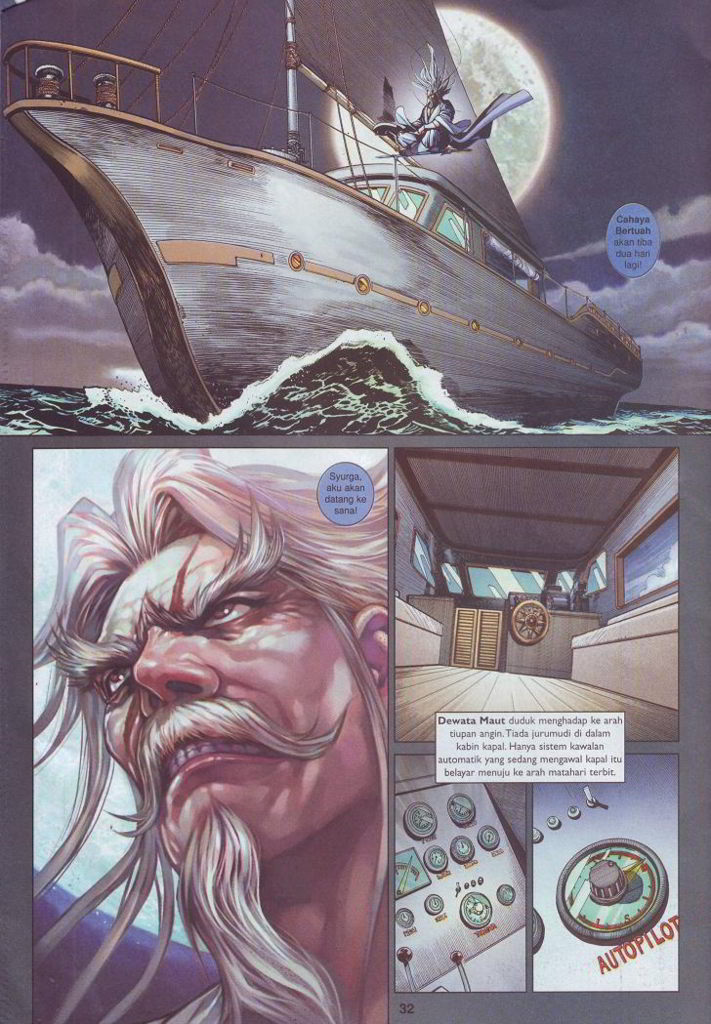 Cahaya
Bertuah
akan tiba
dua hari
lagi!
Syurga,
aku akan
datang ke
sana!
Dewata Maut duduk menghadap ke arah
tiupan angin. Tiada jurumudi di dalam
kabin kapal. Hanya sistem kawalan
automatik yang sedang mengawal kapal itu
belayar menuju ke arah matahari terbit.
AUTOPILOT
32